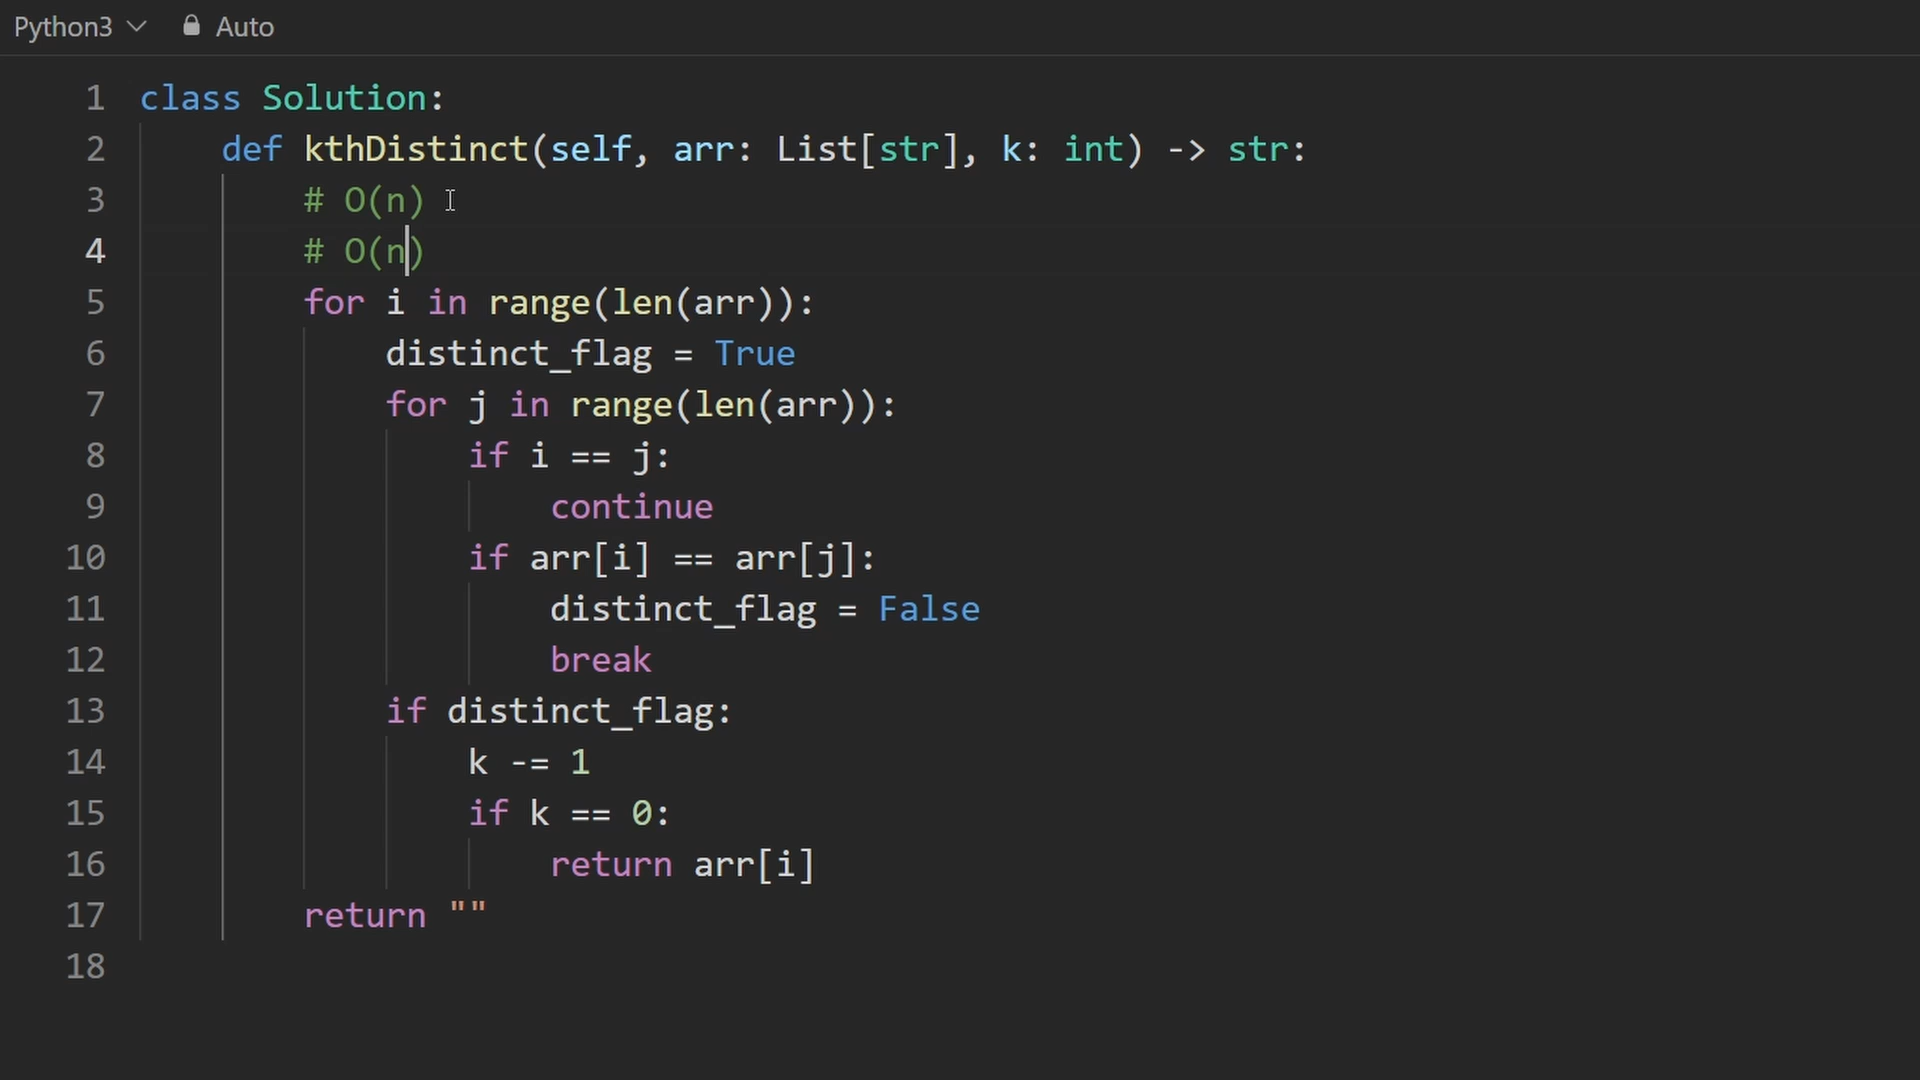 Python3 Auto
1 class Solution:
2     def kthDistinct(self, arr: List[str], k: int) -> str:
3         # O(n)
4         # O(n)
5         for i in range(len(arr)):
6             distinct_flag = True
7             for j in range(len(arr)):
8                 if i == j:
9                     continue
10                 if arr[i] == arr[j]:
11                     distinct_flag = False
12                     break
13             if distinct_flag:
14                 k -= 1
15                 if k == 0:
16                     return arr[i]
17         return ""
18